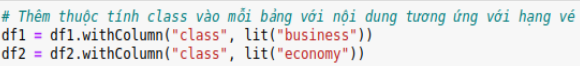 # Thêm thuộc tính class vào mỗi bảng với nội dung tương ứng với hạng vé
df1 = df1.withColumn("class", lit("business"))
df2 = df2.withColumn("class", lit("economy"))